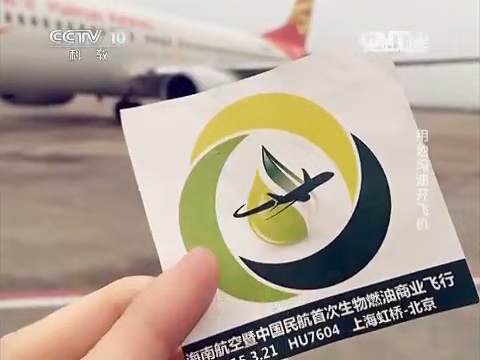 CCTV 10
科教
用地沟油开飞机
海南航空暨中国民航首次生物燃油商业飞行
15.3.21 HU7604 上海虹桥-北京